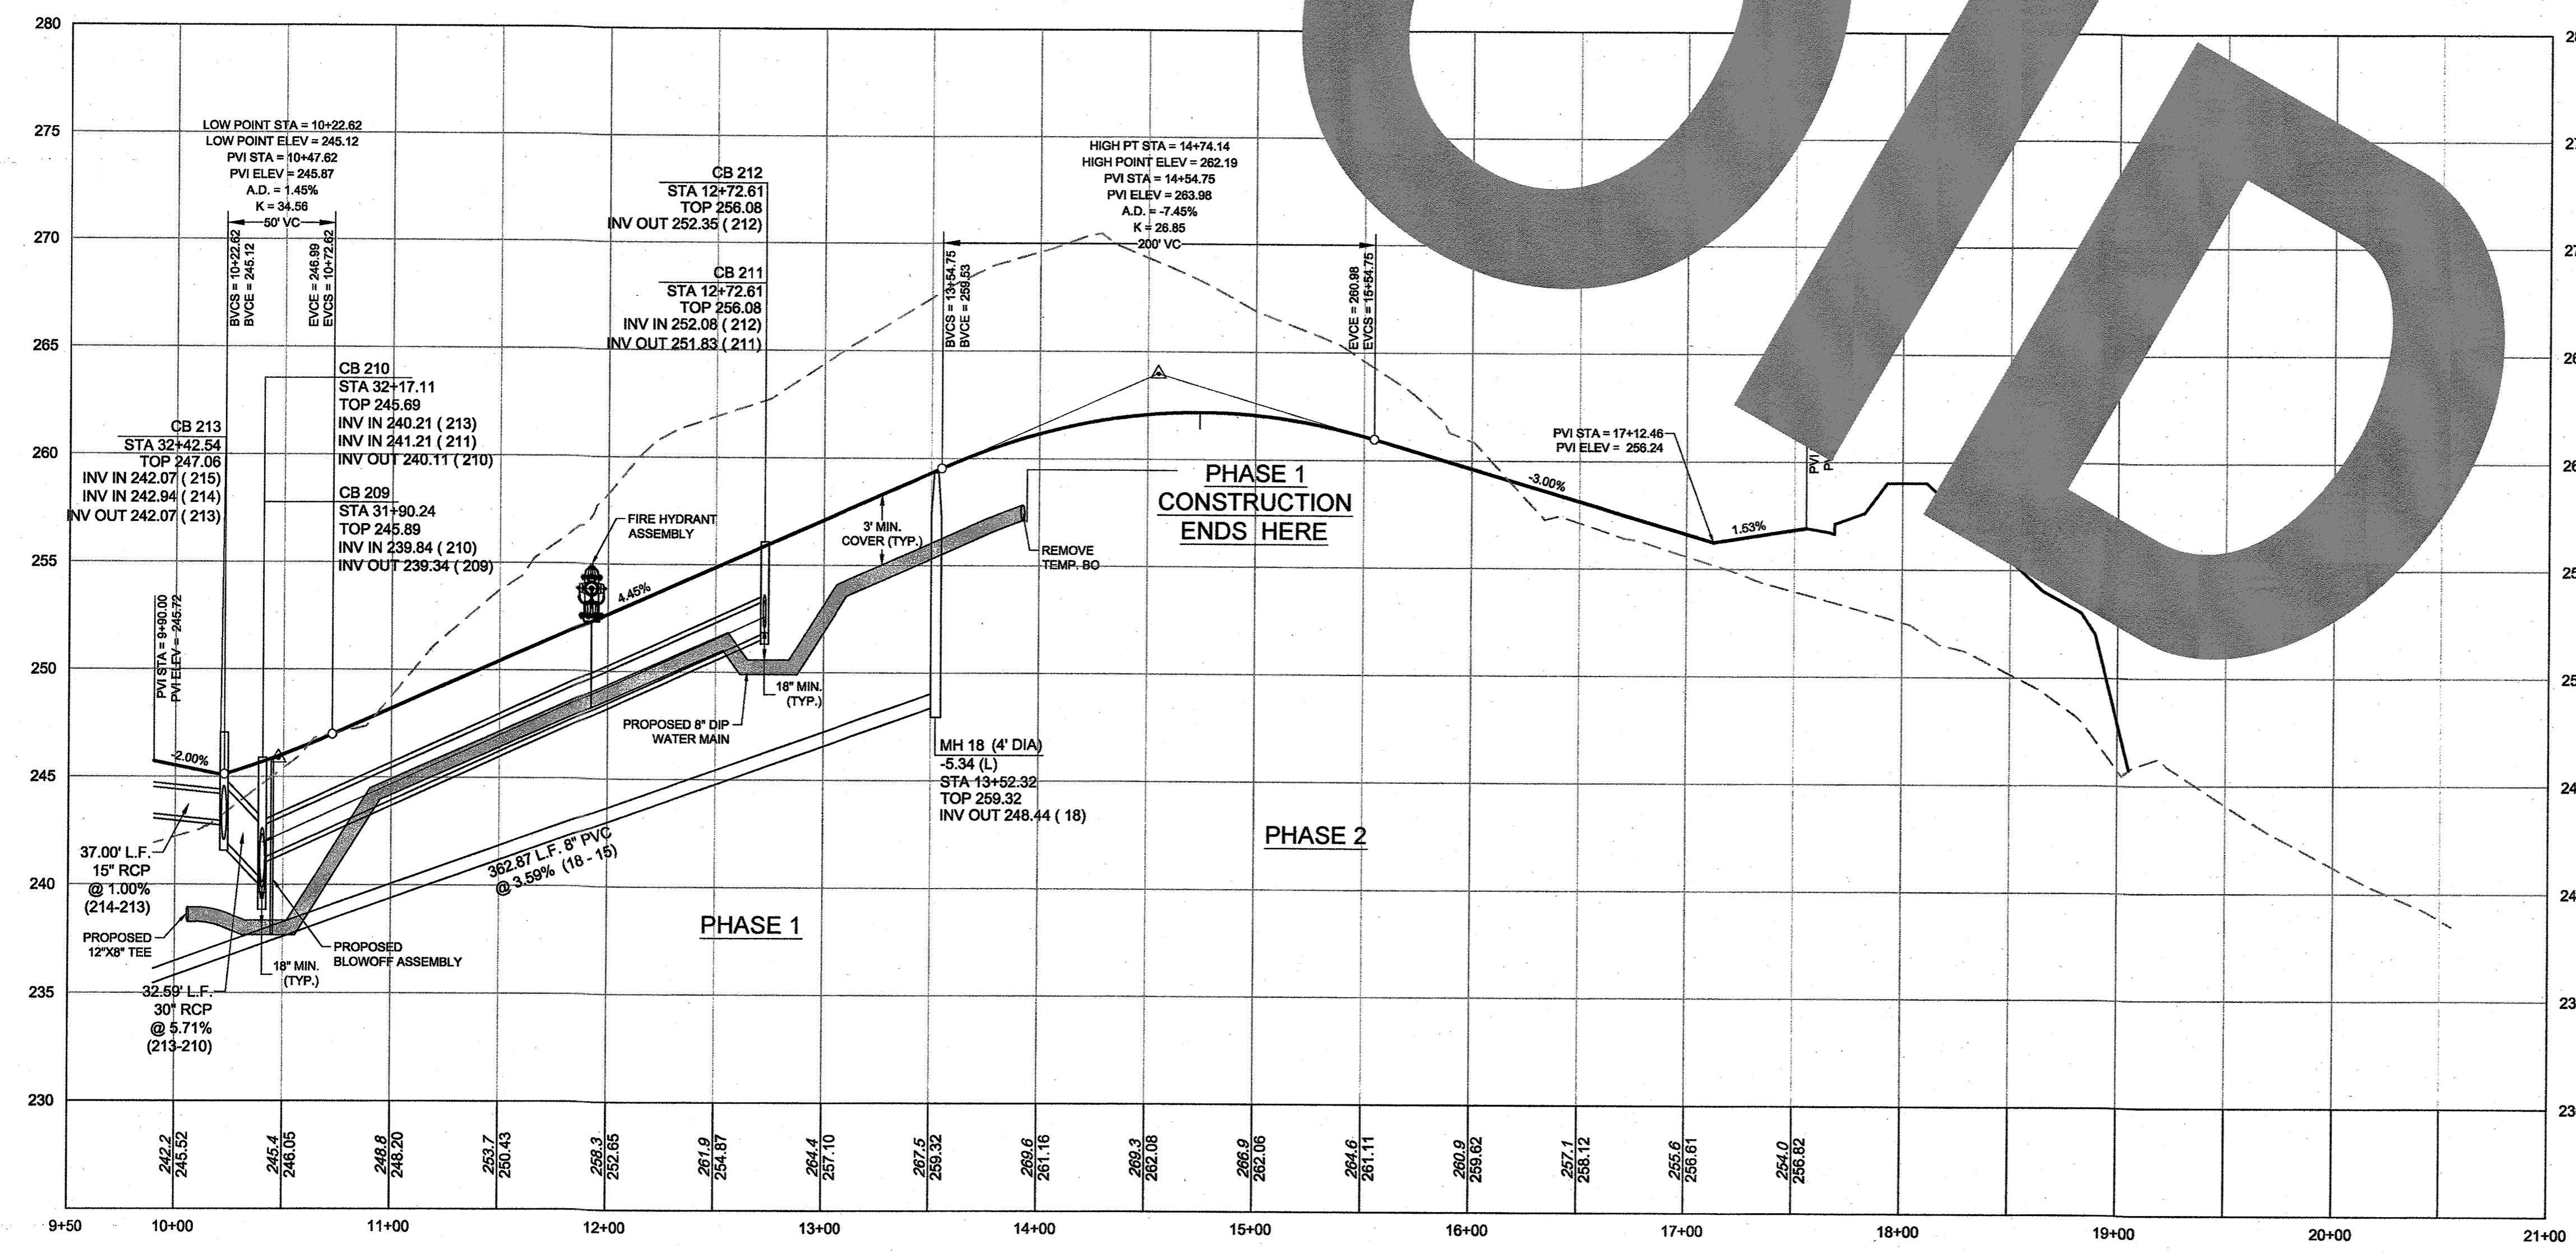 280
275
270
265
260
255
250
245
240
235
230
LOW POINT STA = 10+22.62
LOW POINT ELEV = 245.12
PVI STA = 10+47.62
PVI ELEV = 245.87
A.D. = 1.45%
K = 34.56
50' VC
BVCS = 10+22.62
BVCE = 245.12
EVCE = 246.99
EVCS = 10+72.62
CB 212
STA 12+72.61
TOP 256.08
INV OUT 252.35 ( 212)
CB 211
STA 12+72.61
TOP 256.08
INV IN 252.08 ( 212)
INV OUT 251.83 ( 211)
HIGH PT STA = 14+74.14
HIGH POINT ELEV = 262.19
PVI STA = 14+54.75
PVI ELEV = 263.98
A.D. = -7.45%
K = 26.85
200' VC
BVCS = 13+54.75
BVCE = 259.53
EVCE = 260.98
EVCS = 15+54.75
CB 210
STA 32+17.11
TOP 245.69
INV IN 240.21 ( 213)
INV IN 241.21 ( 211)
INV OUT 240.11 ( 210)
CB 213
STA 32+42.54
TOP 247.06
INV IN 242.07 ( 215)
INV IN 242.94 ( 214)
INV OUT 242.07 ( 213)
CB 209
STA 31+90.24
TOP 245.89
INV IN 239.84 ( 210)
INV OUT 239.34 ( 209)
PVI STA = 9+90.00
PVI ELEV = 245.72
-2.00%
FIRE HYDRANT
ASSEMBLY
4.45%
3' MIN.
COVER (TYP.)
PHASE 1
CONSTRUCTION
ENDS HERE
REMOVE
TEMP. BO
-3.00%
PVI STA = 17+12.46
PVI ELEV = 256.24
1.53%
PVI
18" MIN.
(TYP.)
PROPOSED 8" DIP
WATER MAIN
MH 18 (4' DIA)
-5.34 (L)
STA 13+52.32
TOP 259.32
INV OUT 248.44 ( 18)
362.87 L.F. 8" PVC
@ 3.59% (18 - 15)
37.00' L.F.
15" RCP
@ 1.00%
(214-213)
PROPOSED
12"X8" TEE
PROPOSED
BLOWOFF ASSEMBLY
18" MIN.
(TYP.)
32.59' L.F.
30" RCP
@ 5.71%
(213-210)
PHASE 1
PHASE 2
OID
242.2
245.52
245.4
246.05
248.8
248.20
253.7
250.43
258.3
252.65
261.9
254.87
264.4
257.10
267.5
259.32
269.6
261.16
269.3
262.08
266.9
262.06
264.6
261.11
260.9
259.62
257.1
258.12
255.6
256.61
254.0
256.82
9+50
10+00
11+00
12+00
13+00
14+00
15+00
16+00
17+00
18+00
19+00
20+00
21+00